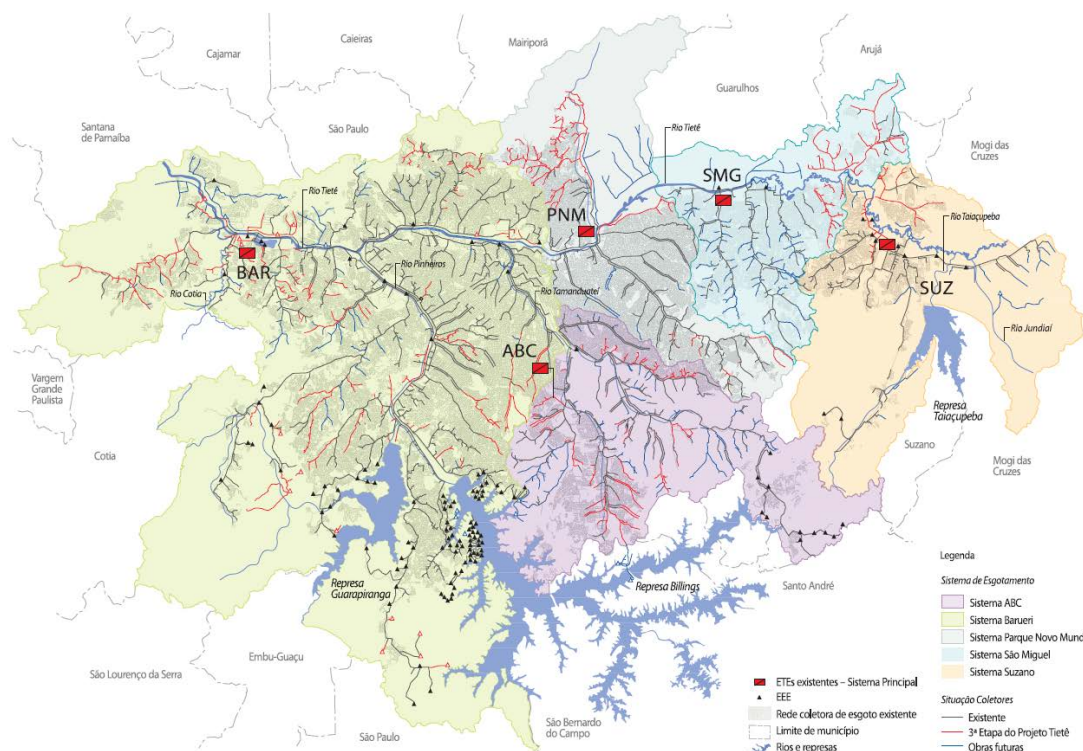 Cajamar
Caieiras
Mairiporã
Arujá
Guarulhos
Santana
de Parnaíba
São Paulo
Mogi das
Cruzes
Rio Tietê
SMG
Rio Tietê
PNM
Rio Taiaçupeba
BAR
Rio Pinheiros
SUZ
Rio Cotia
Rio Tamanduateí
Rio Jundiaí
ABC
Vargem
Grande
Paulista
Represa
Taiaçupeba
Suzano
Cotia
Mogi das
Cruzes
Represa
Guarapiranga
Represa Billings
Santo André
Embu-Guaçu
São Lourenço da Serra
São Paulo
São Bernardo
do Campo
Legenda
Sistema de Esgotamento
Sistema ABC
Sistema Barueri
Sistema Parque Novo Mund
Sistema São Miguel
Sistema Suzano
ETEs existentes – Sistema Principal
EEE
Rede coletora de esgoto existente
Limite de município
Rios e represas
Situação Coletores
Existente
3ª Etapa do Projeto Tietê
Obras futuras